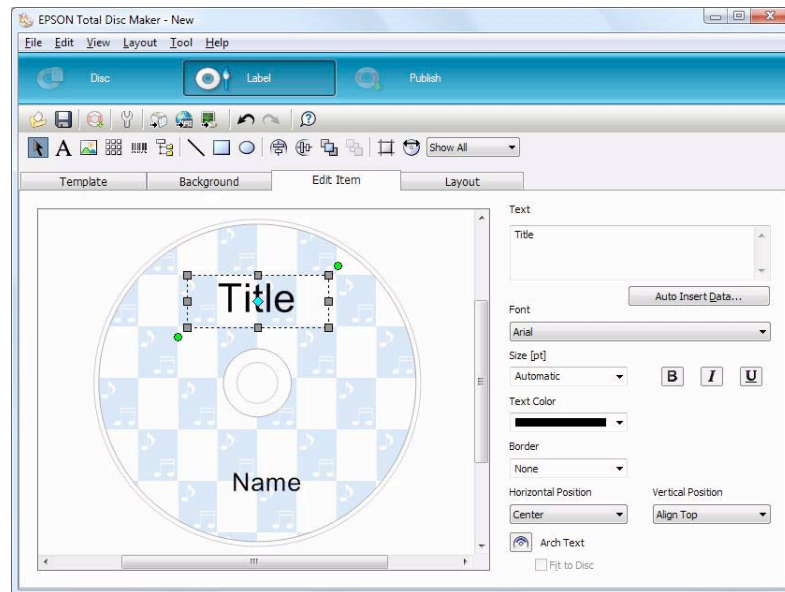 EPSON Total Disc Maker - New
File Edit View Layout Tool Help
Disc Label Publish
A Show All
Template Background Edit Item Layout
Text
Title
Auto Insert Data...
Font
Arial
Size [pt]
Automatic B I U
Text Color
Border
None
Horizontal Position Vertical Position
Center Align Top
Arch Text
Fit to Disc
Title
Name